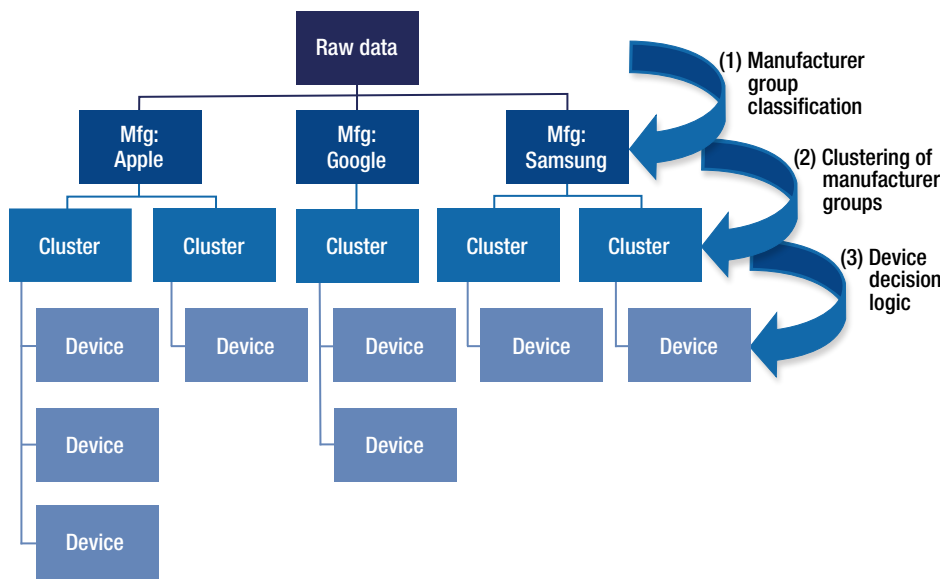 Raw data
(1) Manufacturer
group
classification
Mfg:
Apple
Mfg:
Google
Mfg:
Samsung
(2) Clustering of
manufacturer
groups
Cluster
Cluster
Cluster
Cluster
Cluster
(3) Device
decision
logic
Device
Device
Device
Device
Device
Device
Device
Device